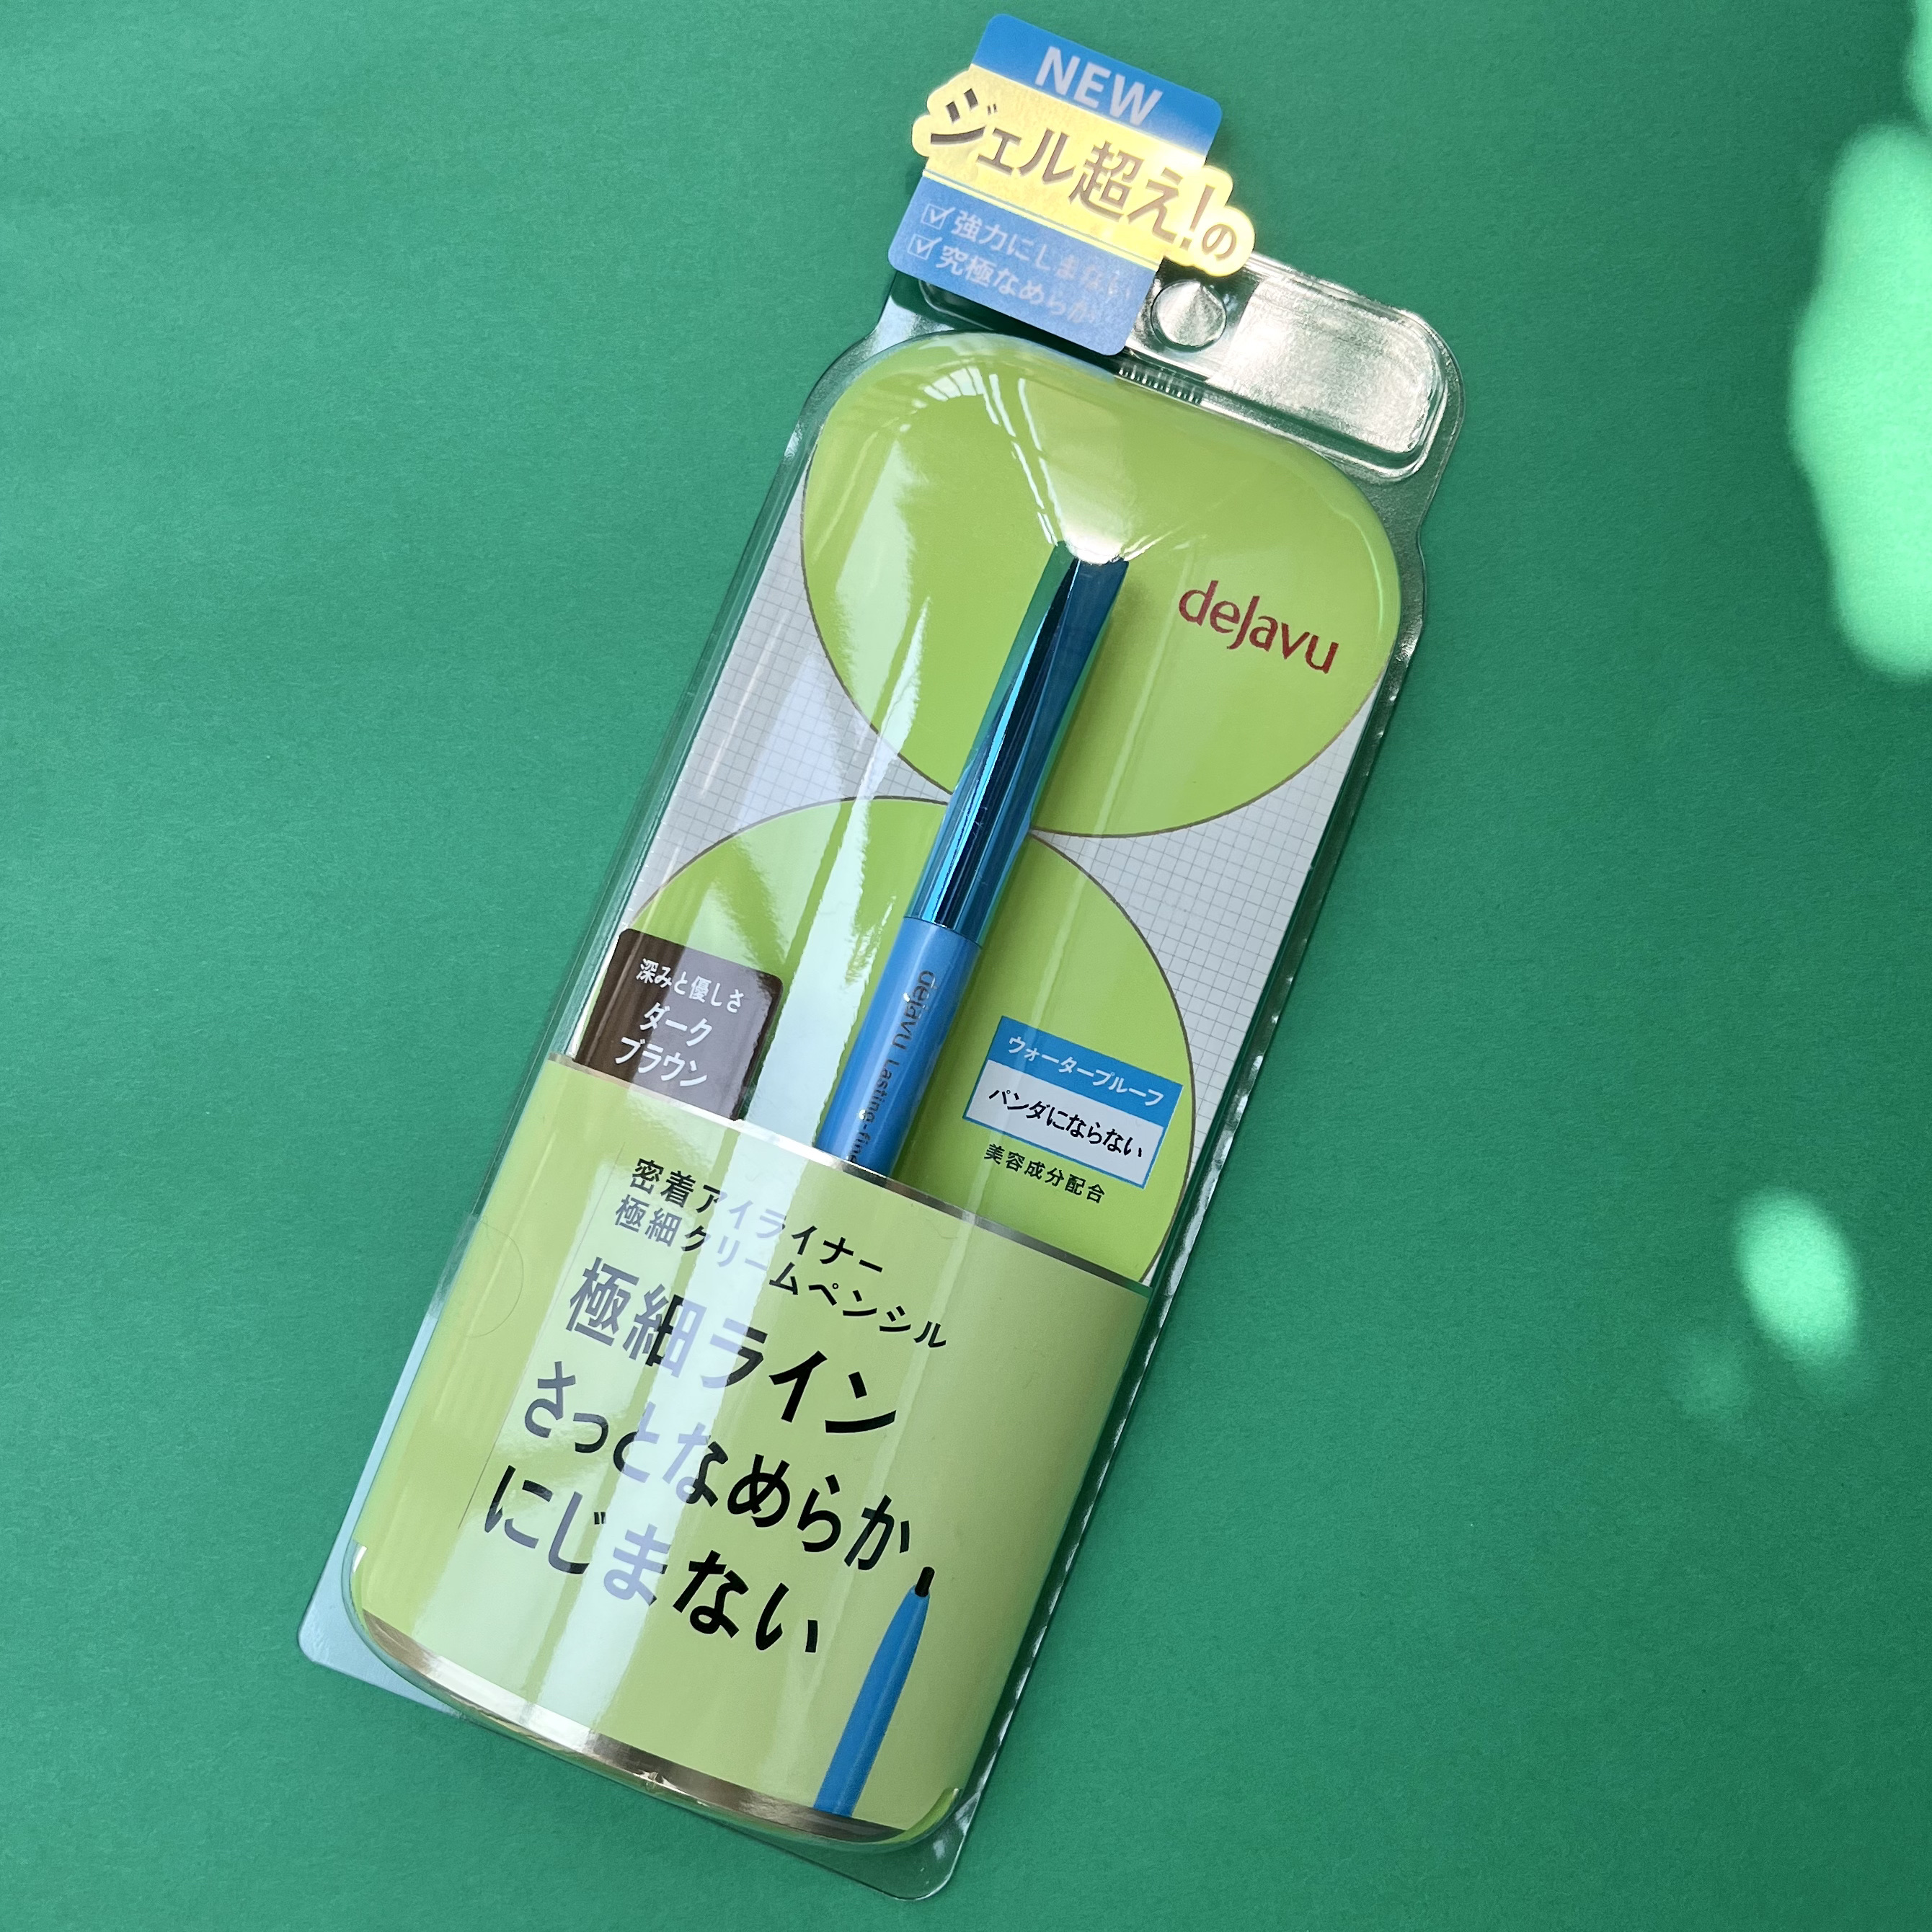 NEW
ジェル超え!の
強力ににじまない
究極なめらか
dejavu
dejavu Lasting-fine
深みと優しさ
ダーク
ブラウン
ウォータープルーフ
パンダにならない
美容成分配合
密着アイライナー
極細クリームペンシル
極細ライン
さっとなめらか、
にじまない